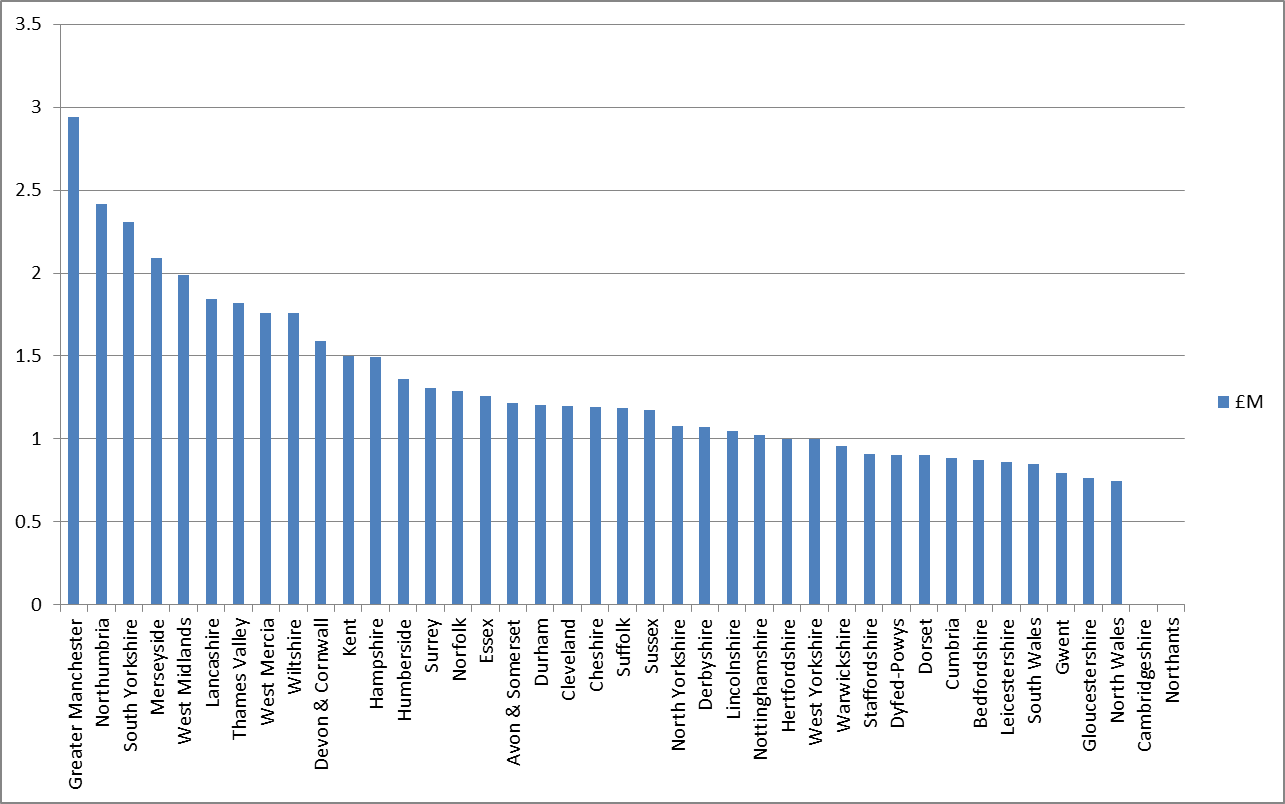 3.5
3
2.5
2
1.5
1
0.5
0
Greater Manchester
Northumbria
South Yorkshire
Merseyside
West Midlands
Lancashire
Thames Valley
West Mercia
Wiltshire
Devon & Cornwall
Kent
Hampshire
Humberside
Surrey
Norfolk
Essex
Avon & Somerset
Durham
Cleveland
Cheshire
Suffolk
Sussex
North Yorkshire
Derbyshire
Lincolnshire
Nottinghamshire
Hertfordshire
West Yorkshire
Warwickshire
Staffordshire
Dyfed-Powys
Dorset
Cumbria
Bedfordshire
Leicestershire
South Wales
Gwent
Gloucestershire
North Wales
Cambridgeshire
Northants
£M